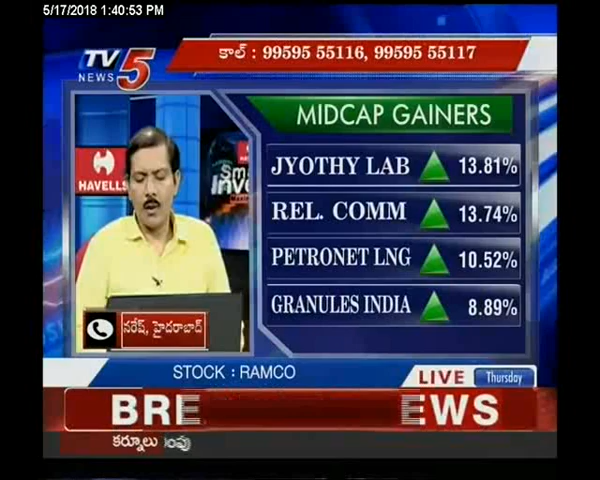 5/17/2018 1:40:53 PM
TV5
NEWS
కాల్ : 99595 55116, 99595 55117
MIDCAP GAINERS
HAVELLS
JYOTHY LAB 13.81%
REL. COMM 13.74%
PETRONET LNG 10.52%
GRANULES INDIA 8.89%
నరేష్, హైదరాబాద్
STOCK : RAMCO
LIVE Thursday
BRE EWS
కర్నూలు